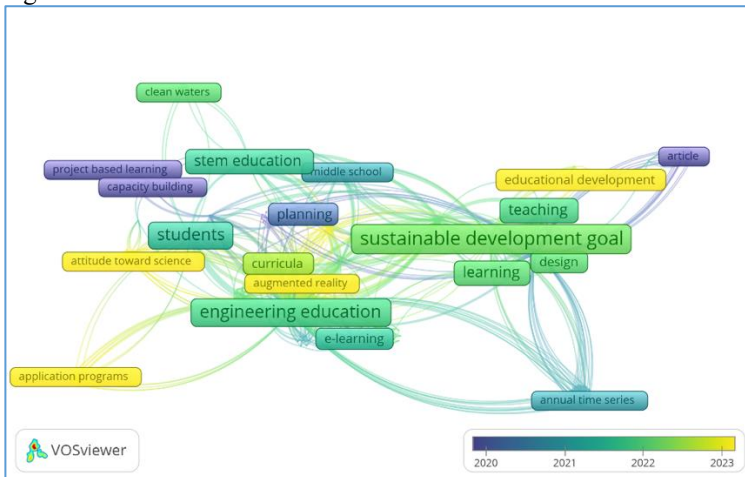 clean waters
stem education
project based learning
middle school
article
capacity building
educational development
planning
teaching
students
sustainable development goal
attitude toward science
curricula
learning
design
augmented reality
engineering education
e-learning
application programs
annual time series
VOSviewer
2020 2021 2022 2023